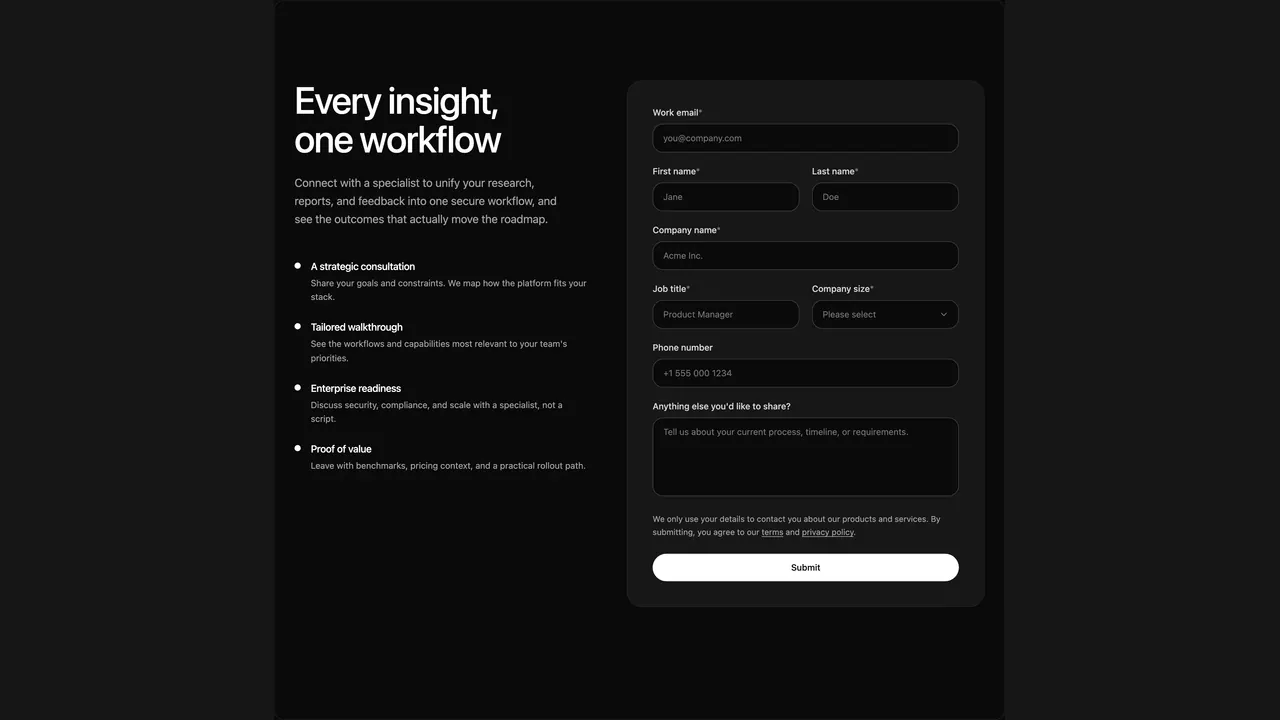 Every insight,
one workflow
Connect with a specialist to unify your research,
reports, and feedback into one secure workflow, and
see the outcomes that actually move the roadmap.
A strategic consultation
Share your goals and constraints. We map how the platform fits your
stack.
Tailored walkthrough
See the workflows and capabilities most relevant to your team's
priorities.
Enterprise readiness
Discuss security, compliance, and scale with a specialist, not a
script.
Proof of value
Leave with benchmarks, pricing context, and a practical rollout path.
Work email*
you@company.com
First name* Last name*
Jane Doe
Company name*
Acme Inc.
Job title* Company size*
Product Manager Please select
Phone number
+1 555 000 1234
Anything else you'd like to share?
Tell us about your current process, timeline, or requirements.
We only use your details to contact you about our products and services. By
submitting, you agree to our terms and privacy policy.
Submit